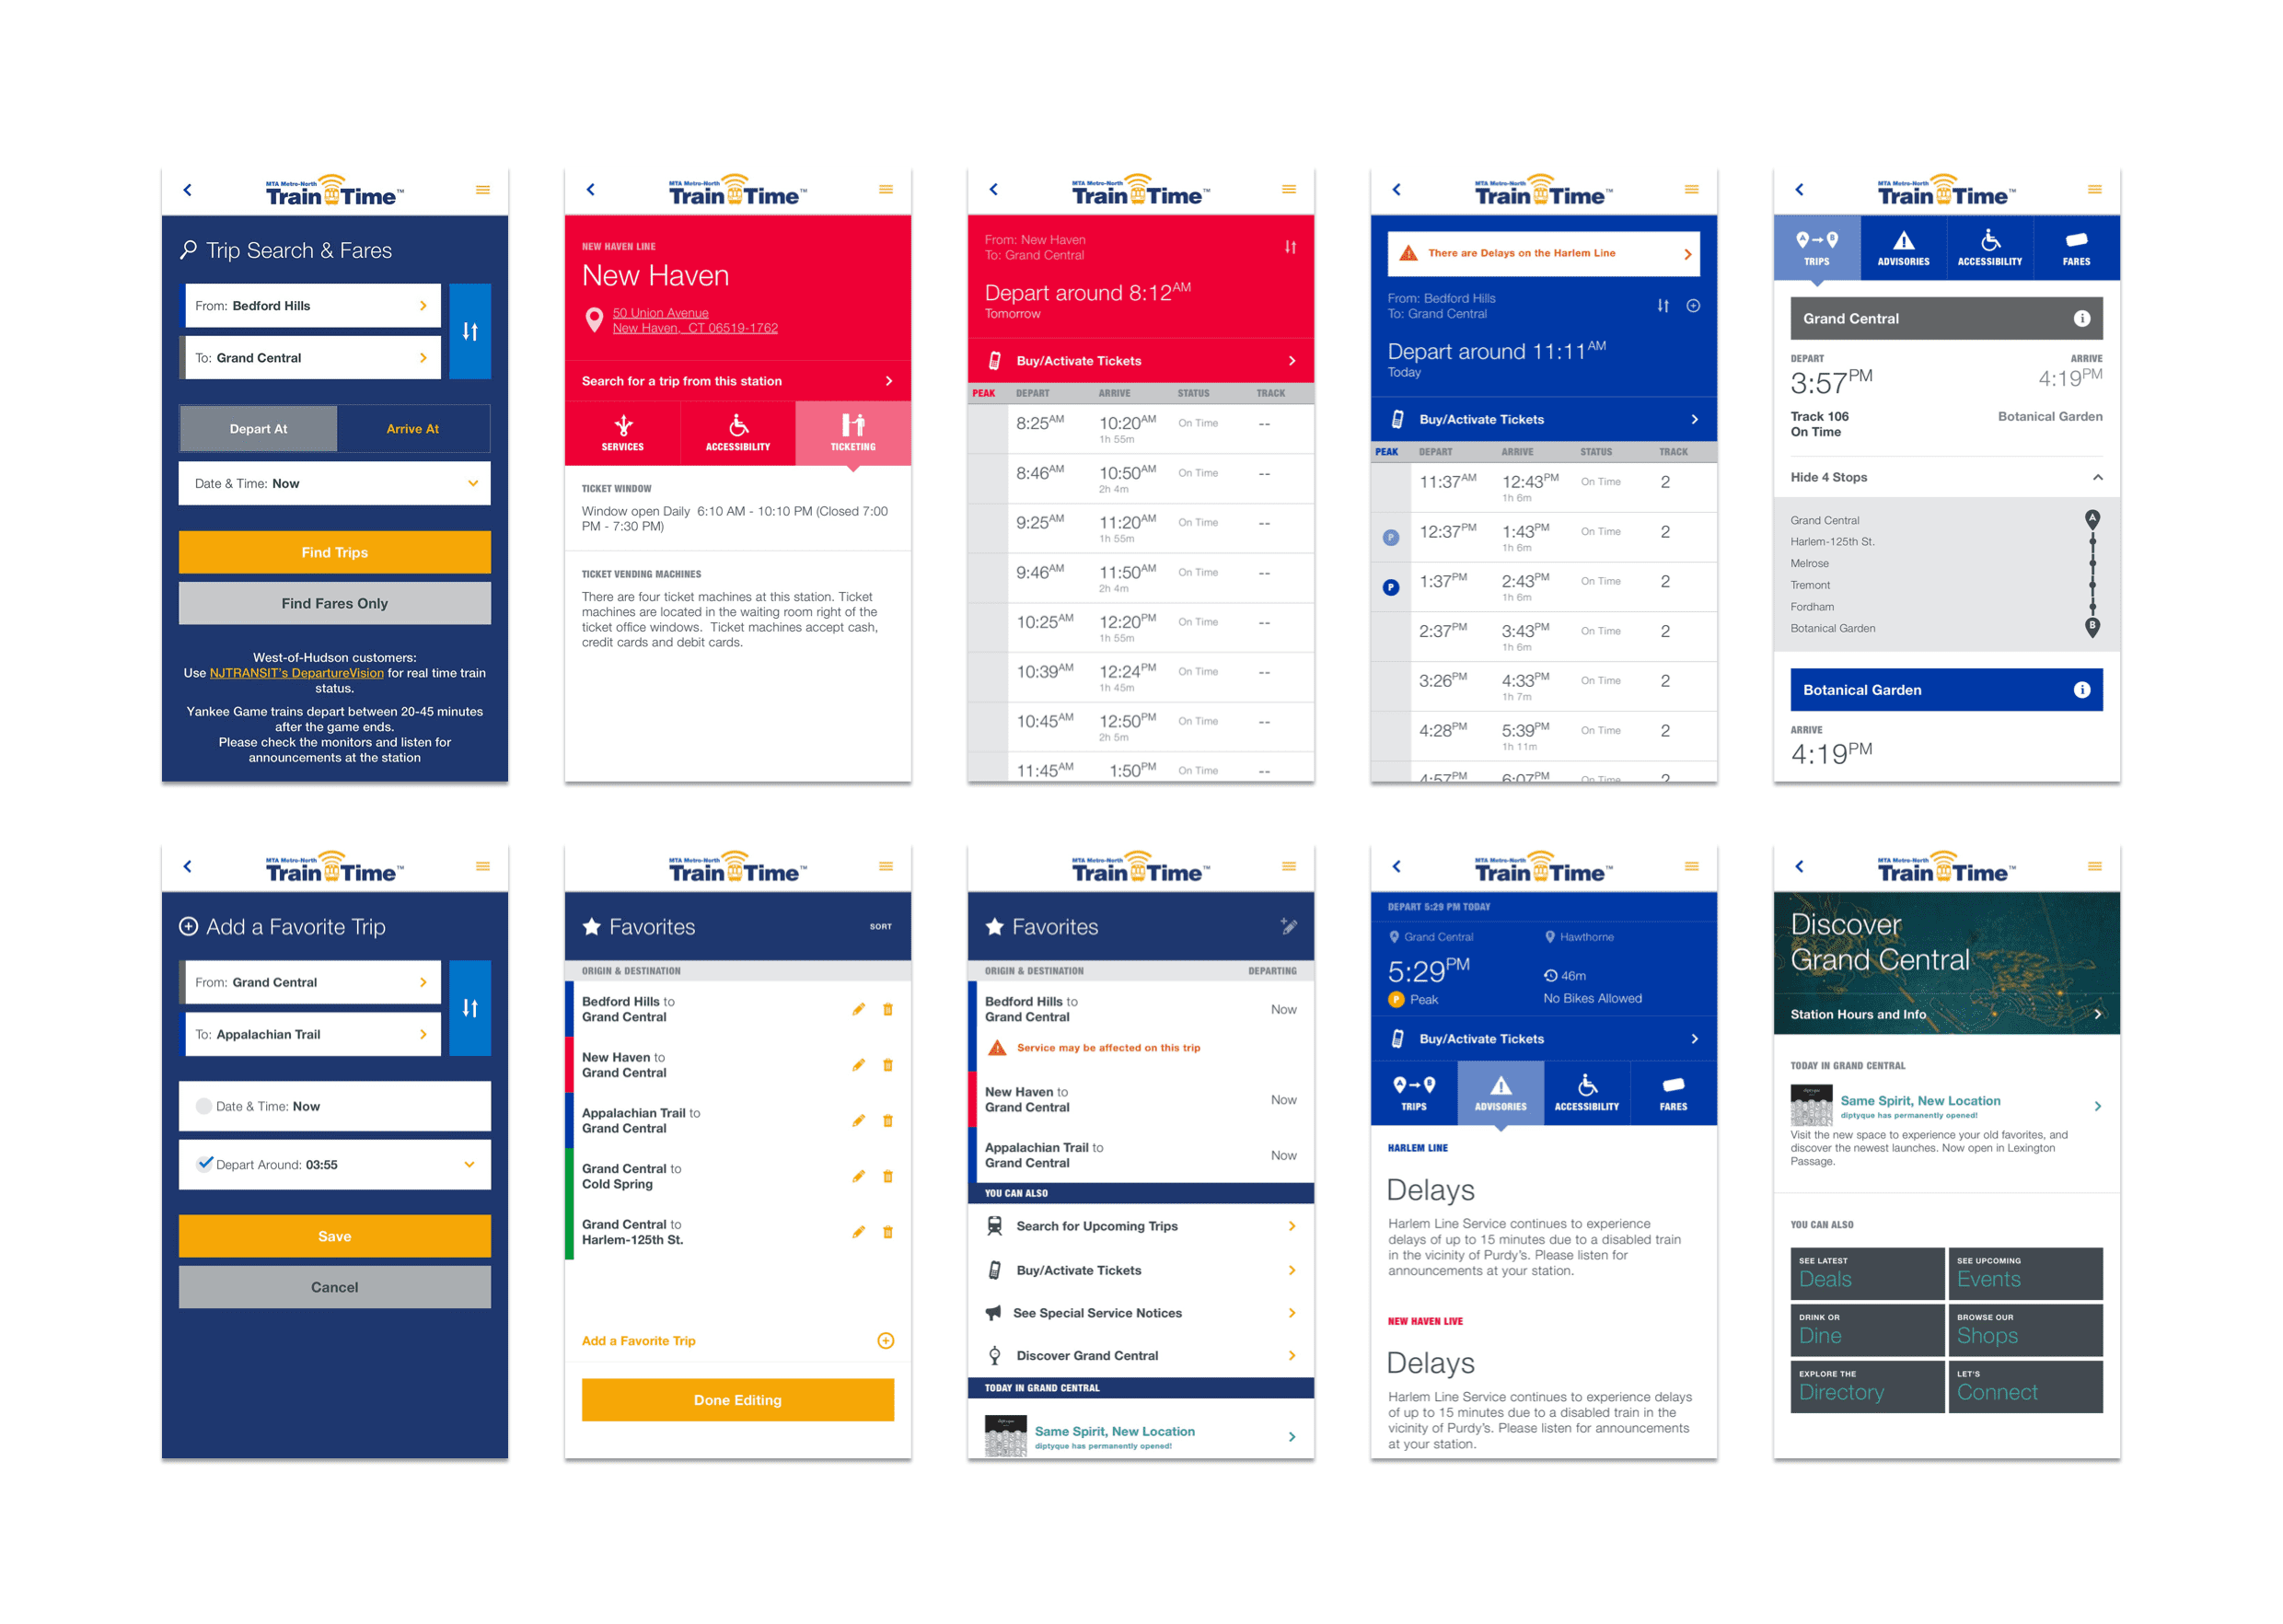 MTA Metro-North
Train Time™
Trip Search & Fares
From: Bedford Hills
To: Grand Central
Depart At
Arrive At
Date & Time: Now
Find Trips
Find Fares Only
West-of-Hudson customers:
Use NJTRANSIT's DepartureVision for real time train
status.
Yankee Game trains depart between 20-45 minutes
after the game ends.
Please check the monitors and listen for
announcements at the station
MTA Metro-North
Train Time™
NEW HAVEN LINE
New Haven
50 Union Avenue
New Haven, CT 06519-1762
Search for a trip from this station
SERVICES
ACCESSIBILITY
TICKETING
TICKET WINDOW
Window open Daily 6:10 AM - 10:10 PM (Closed 7:00
PM - 7:30 PM)
TICKET VENDING MACHINES
There are four ticket machines at this station. Ticket
machines are located in the waiting room right of the
ticket office windows. Ticket machines accept cash,
credit cards and debit cards.
MTA Metro-North
Train Time™
From: New Haven
To: Grand Central
Depart around 8:12AM
Tomorrow
Buy/Activate Tickets
PEAK DEPART ARRIVE STATUS TRACK
8:25AM 10:20AM On Time --
1h 55m
8:46AM 10:50AM On Time --
2h 4m
9:25AM 11:20AM On Time --
1h 55m
9:46AM 11:50AM On Time --
2h 4m
10:25AM 12:20PM On Time --
1h 55m
10:39AM 12:24PM On Time --
1h 45m
10:45AM 12:50PM On Time --
2h 5m
11:45AM 1:50PM On Time --
MTA Metro-North
Train Time™
There are Delays on the Harlem Line
From: Bedford Hills
To: Grand Central
Depart around 11:11AM
Today
Buy/Activate Tickets
PEAK DEPART ARRIVE STATUS TRACK
11:37AM 12:43PM On Time 2
1h 6m
P 12:37PM 1:43PM On Time 2
1h 6m
P 1:37PM 2:43PM On Time 2
1h 6m
2:37PM 3:43PM On Time 2
1h 6m
3:26PM 4:33PM On Time 2
1h 7m
4:28PM 5:39PM On Time 2
1h 11m
4:57PM 6:07PM On Time 2
MTA Metro-North
Train Time™
A B
TRIPS
ADVISORIES
ACCESSIBILITY
FARES
Grand Central
DEPART ARRIVE
3:57PM 4:19PM
Track 106 Botanical Garden
On Time
Hide 4 Stops
Grand Central A
Harlem-125th St.
Melrose
Tremont
Fordham
Botanical Garden B
Botanical Garden
ARRIVE
4:19PM
MTA Metro-North
Train Time™
Add a Favorite Trip
From: Grand Central
To: Appalachian Trail
Date & Time: Now
Depart Around: 03:55
Save
Cancel
MTA Metro-North
Train Time™
Favorites SORT
ORIGIN & DESTINATION
Bedford Hills to
Grand Central
New Haven to
Grand Central
Appalachian Trail to
Grand Central
Grand Central to
Cold Spring
Grand Central to
Harlem-125th St.
Add a Favorite Trip
Done Editing
MTA Metro-North
Train Time™
Favorites
ORIGIN & DESTINATION DEPARTING
Bedford Hills to
Grand Central Now
Service may be affected on this trip
New Haven to
Grand Central Now
Appalachian Trail to
Grand Central Now
YOU CAN ALSO
Search for Upcoming Trips
Buy/Activate Tickets
See Special Service Notices
Discover Grand Central
TODAY IN GRAND CENTRAL
Same Spirit, New Location
diptyque has permanently opened!
MTA Metro-North
Train Time™
DEPART 5:29 PM TODAY
Grand Central Hawthorne
5:29PM 46m
P Peak No Bikes Allowed
Buy/Activate Tickets
A B
TRIPS
ADVISORIES
ACCESSIBILITY
FARES
HARLEM LINE
Delays
Harlem Line Service continues to experience
delays of up to 15 minutes due to a disabled train
in the vicinity of Purdy's. Please listen for
announcements at your station.
NEW HAVEN LIVE
Delays
Harlem Line Service continues to experience delays
of up to 15 minutes due to a disabled train in the
vicinity of Purdy's. Please listen for announcements
at your station.
MTA Metro-North
Train Time™
Discover
Grand Central
Station Hours and Info
TODAY IN GRAND CENTRAL
Same Spirit, New Location
diptyque has permanently opened!
Visit the new space to experience your old favorites, and
discover the newest launches. Now open in Lexington
Passage.
YOU CAN ALSO
SEE LATEST
Deals
SEE UPCOMING
Events
DRINK OR
Dine
BROWSE OUR
Shops
EXPLORE THE
Directory
LET'S
Connect